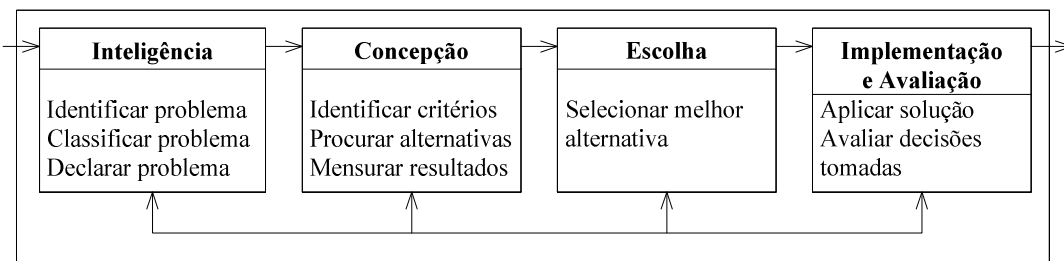 Inteligência
Identificar problema
Classificar problema
Declarar problema
Concepção
Identificar critérios
Procurar alternativas
Mensurar resultados
Escolha
Selecionar melhor
alternativa
Implementação
e Avaliação
Aplicar solução
Avaliar decisões
tomadas